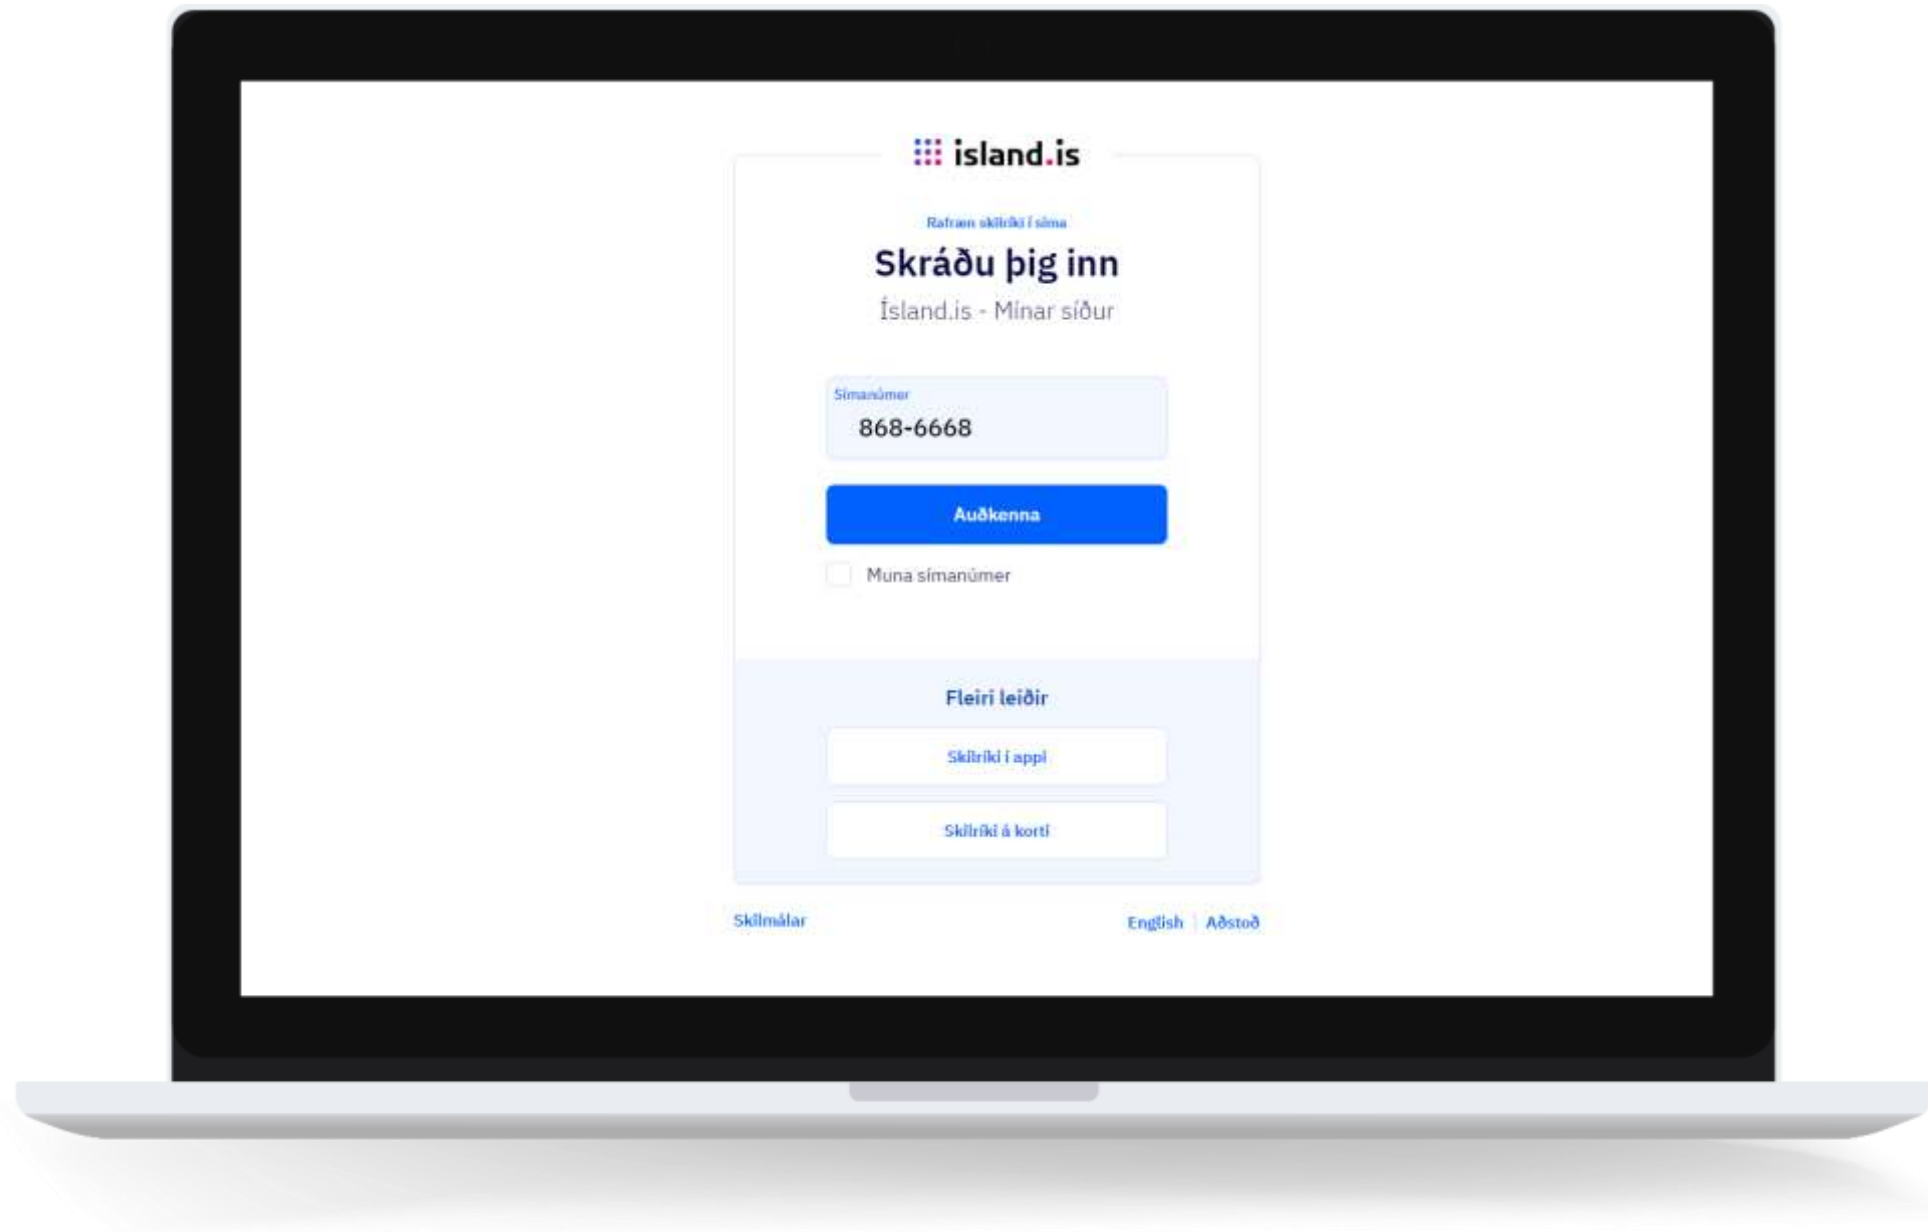 island.is
Rafræn skilríki í síma
Skráðu þig inn
Ísland.is - Mínar síður
Símanúmer
868-6668
Auðkenna
Muna símanúmer
Fleiri leiðir
Skilríki í appi
Skilríki á korti
Skilmálar
English | Aðstoð